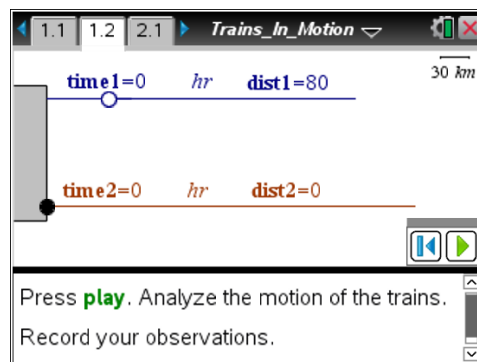 1.1 1.2 2.1 Trains_In_Motion
30 km
time1=0 hr dist1=80
time2=0 hr dist2=0
Press play. Analyze the motion of the trains.
Record your observations.